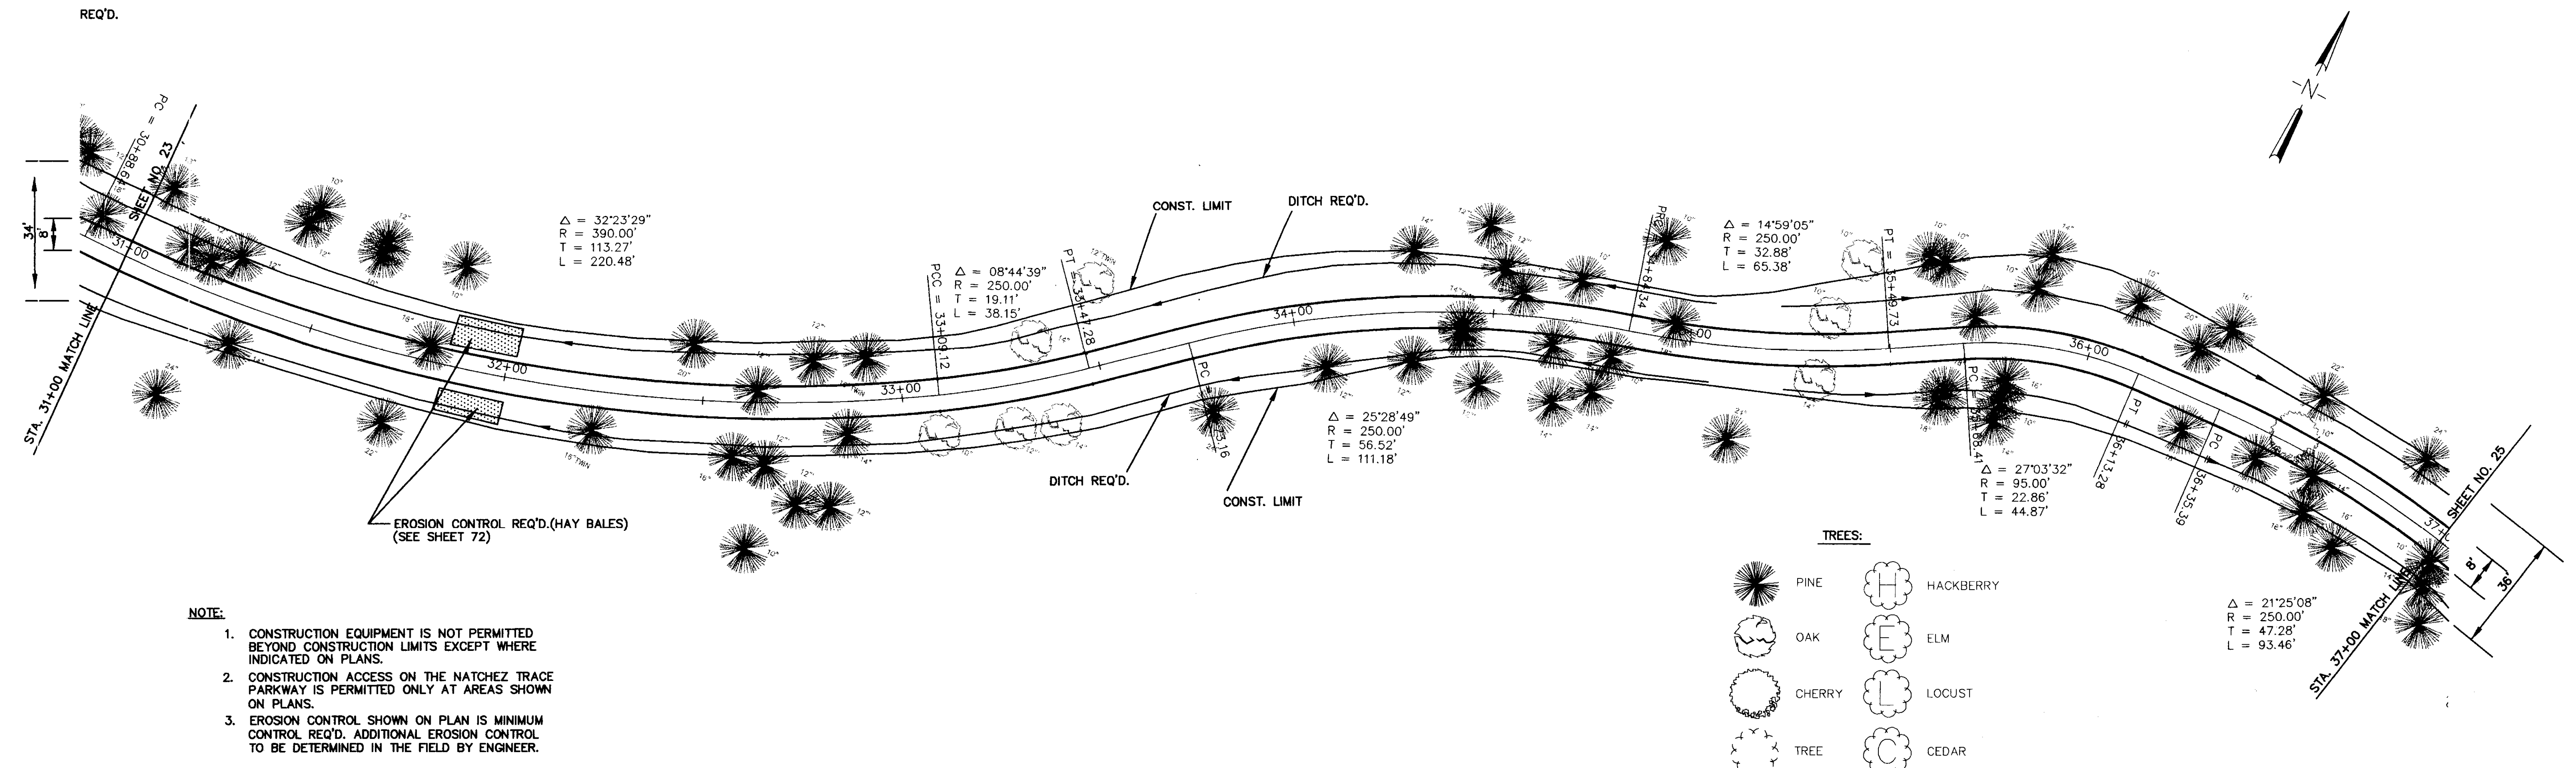 REQ'D.
-N-
PC = 30+88.64
SHEET NO. 23
34'
8'
31+00
STA. 31+00 MATCH LINE
Δ = 32°23'29"
R = 390.00'
T = 113.27'
L = 220.48'
32+00
33+00
PCC = 33+09.12
Δ = 08°44'39"
R = 250.00'
T = 19.11'
L = 38.15'
PT = 33+47.28
12"TWIN
CONST. LIMIT
DITCH REQ'D.
34+00
Δ = 25°28'49"
R = 250.00'
T = 56.52'
L = 111.18'
DITCH REQ'D.
CONST. LIMIT
15"TWIN
Δ = 14°59'05"
R = 250.00'
T = 32.88'
L = 65.38'
PT = 35+49.73
36+00
PT = 36+13.28
PC = 36+35.39
Δ = 27°03'32"
R = 95.00'
T = 22.86'
L = 44.87'
SHEET NO. 25
8'
36'
STA. 37+00 MATCH LINE
Δ = 21°25'08"
R = 250.00'
T = 47.28'
L = 93.46'
EROSION CONTROL REQ'D.(HAY BALES)
(SEE SHEET 72)
NOTE:
1. CONSTRUCTION EQUIPMENT IS NOT PERMITTED
BEYOND CONSTRUCTION LIMITS EXCEPT WHERE
INDICATED ON PLANS.
2. CONSTRUCTION ACCESS ON THE NATCHEZ TRACE
PARKWAY IS PERMITTED ONLY AT AREAS SHOWN
ON PLANS.
3. EROSION CONTROL SHOWN ON PLAN IS MINIMUM
CONTROL REQ'D. ADDITIONAL EROSION CONTROL
TO BE DETERMINED IN THE FIELD BY ENGINEER.
TREES:
PINE
H HACKBERRY
OAK
E ELM
CHERRY
L LOCUST
TREE
C CEDAR